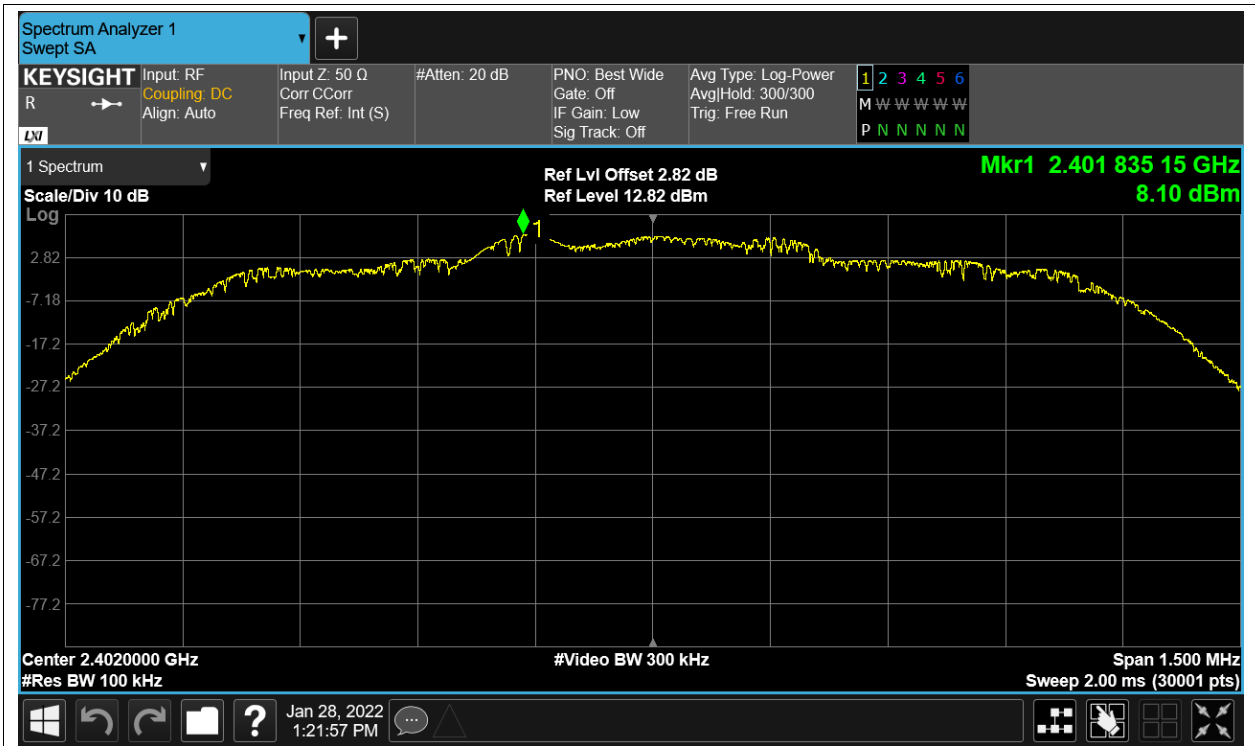 Spectrum Analyzer 1
Swept SA
KEYSIGHT
R
LXI
Input: RF
Coupling: DC
Align: Auto
Input Z: 50 Ω
Corr CCorr
Freq Ref: Int (S)
#Atten: 20 dB
PNO: Best Wide
Gate: Off
IF Gain: Low
Sig Track: Off
Avg Type: Log-Power
Avg|Hold: 300/300
Trig: Free Run
1 2 3 4 5 6
M W W W W W
P N N N N N
1 Spectrum
Scale/Div 10 dB
Log
Ref Lvl Offset 2.82 dB
Ref Level 12.82 dBm
Mkr1 2.401 835 15 GHz
8.10 dBm
1
2.82
-7.18
-17.2
-27.2
-37.2
-47.2
-57.2
-67.2
-77.2
Center 2.4020000 GHz
#Res BW 100 kHz
#Video BW 300 kHz
Span 1.500 MHz
Sweep 2.00 ms (30001 pts)
?
Jan 28, 2022
1:21:57 PM